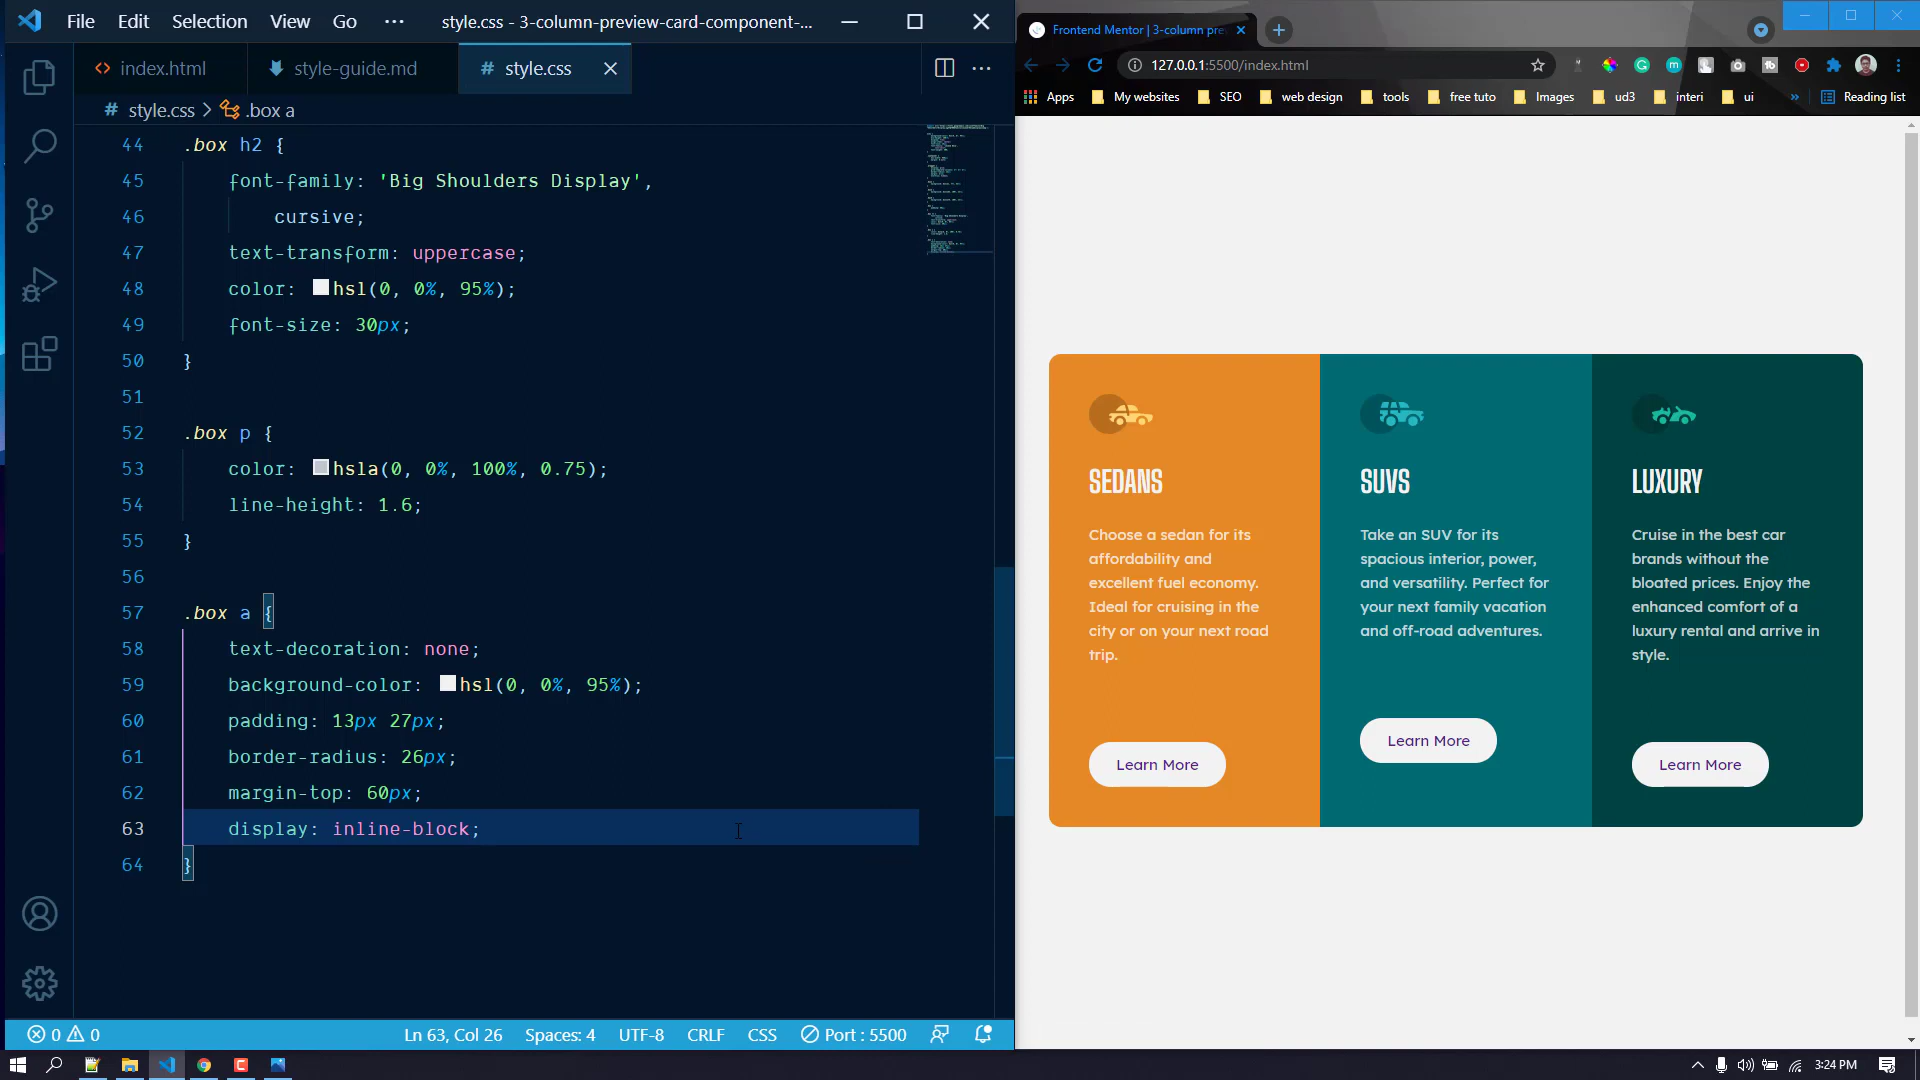 File Edit Selection View Go ··· style.css - 3-column-preview-card-component-...
<> index.html style-guide.md # style.css
# style.css > .box a
44 .box h2 {
45 font-family: 'Big Shoulders Display',
46 cursive;
47 text-transform: uppercase;
48 color: hsl(0, 0%, 95%);
49 font-size: 30px;
50 }
51
52 .box p {
53 color: hsla(0, 0%, 100%, 0.75);
54 line-height: 1.6;
55 }
56
57 .box a {
58 text-decoration: none;
59 background-color: hsl(0, 0%, 95%);
60 padding: 13px 27px;
61 border-radius: 26px;
62 margin-top: 60px;
63 display: inline-block;
64 }
0 0 Ln 63, Col 26 Spaces: 4 UTF-8 CRLF CSS Port : 5500
Frontend Mentor | 3-column pre
127.0.0.1:5500/index.html
Apps My websites SEO web design tools free tuto Images ud3 interi ui » Reading list
SEDANS
Choose a sedan for its
affordability and
excellent fuel economy.
Ideal for cruising in the
city or on your next road
trip.
Learn More
SUVS
Take an SUV for its
spacious interior, power,
and versatility. Perfect for
your next family vacation
and off-road adventures.
Learn More
LUXURY
Cruise in the best car
brands without the
bloated prices. Enjoy the
enhanced comfort of a
luxury rental and arrive in
style.
Learn More
3:24 PM